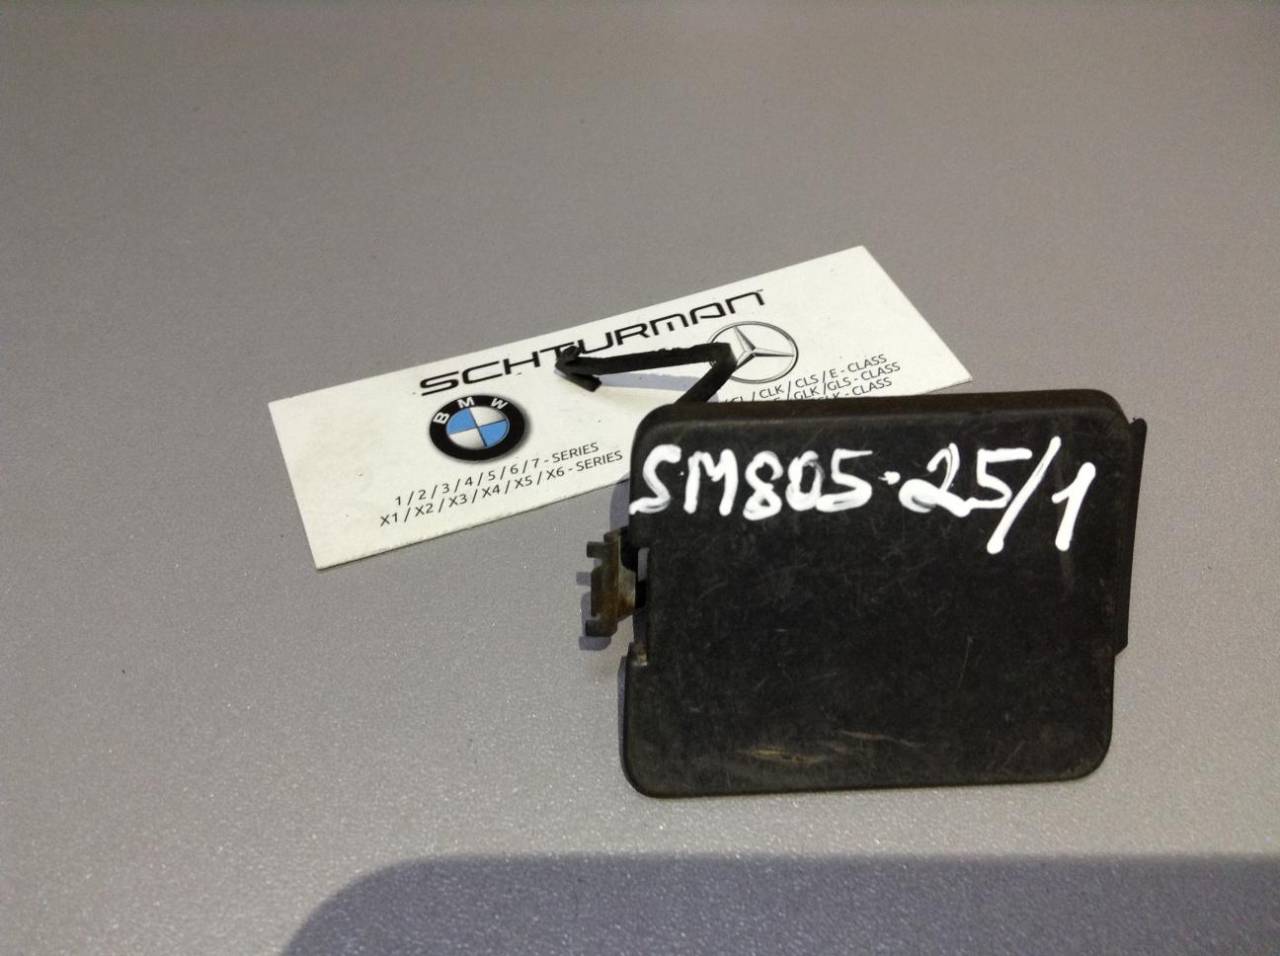 SCHTURMAN
BMW
1 / 2 / 3 / 4 / 5 / 6 / 7 - SERIES
X1 / X2 / X3 / X4 / X5 / X6 - SERIES
/ CLK / CLS / E - CLASS
/ GLK / GLS - CLASS
- CLASS
SM805-25/1